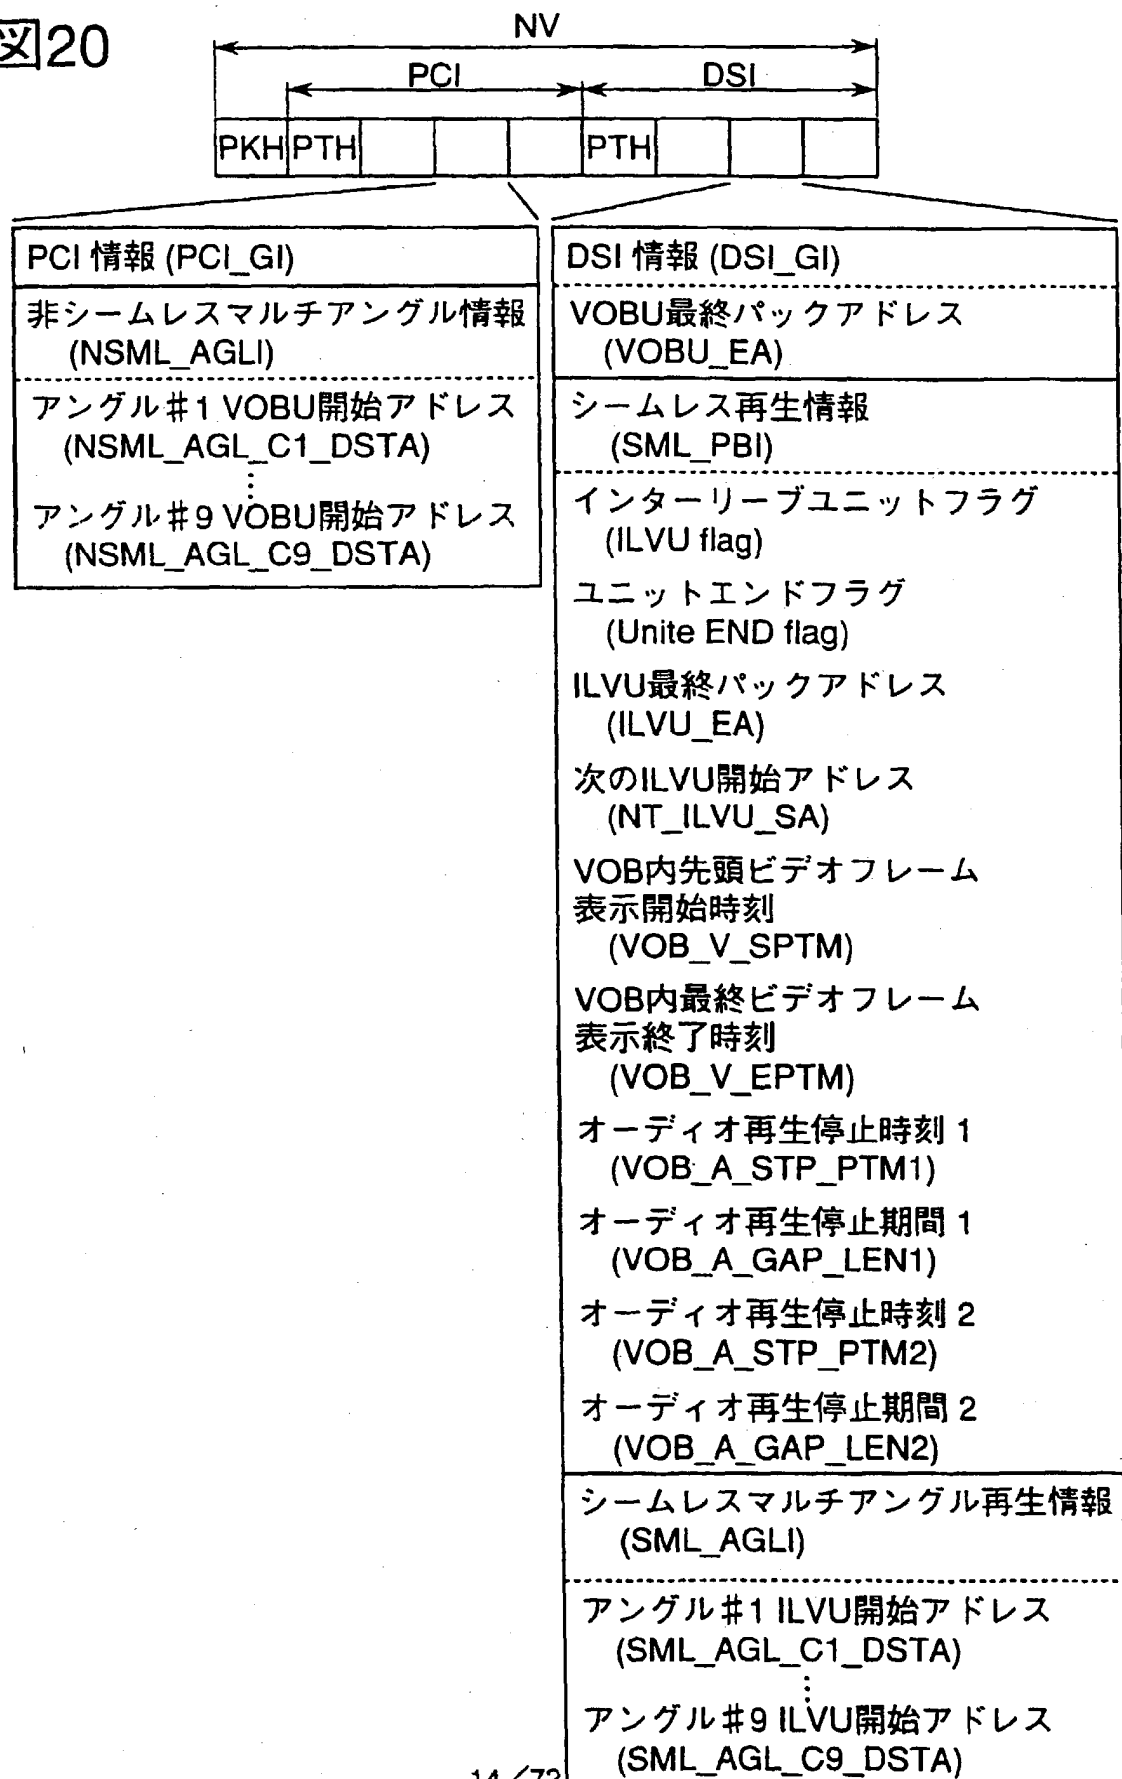 図20
NV
PCI DSI
PKH PTH PTH
PCI 情報 (PCI_GI)
非シームレスマルチアングル情報
(NSML_AGLI)
アングル＃1 VOBU開始アドレス
(NSML_AGL_C1_DSTA)
⋮
アングル＃9 VOBU開始アドレス
(NSML_AGL_C9_DSTA)
DSI 情報 (DSI_GI)
VOBU最終パックアドレス
(VOBU_EA)
シームレス再生情報
(SML_PBI)
インターリーブユニットフラグ
(ILVU flag)
ユニットエンドフラグ
(Unite END flag)
ILVU最終パックアドレス
(ILVU_EA)
次のILVU開始アドレス
(NT_ILVU_SA)
VOB内先頭ビデオフレーム
表示開始時刻
(VOB_V_SPTM)
VOB内最終ビデオフレーム
表示終了時刻
(VOB_V_EPTM)
オーディオ再生停止時刻 1
(VOB_A_STP_PTM1)
オーディオ再生停止期間 1
(VOB_A_GAP_LEN1)
オーディオ再生停止時刻 2
(VOB_A_STP_PTM2)
オーディオ再生停止期間 2
(VOB_A_GAP_LEN2)
シームレスマルチアングル再生情報
(SML_AGLI)
アングル＃1 ILVU開始アドレス
(SML_AGL_C1_DSTA)
⋮
アングル＃9 ILVU開始アドレス
(SML_AGL_C9_DSTA)
14/72